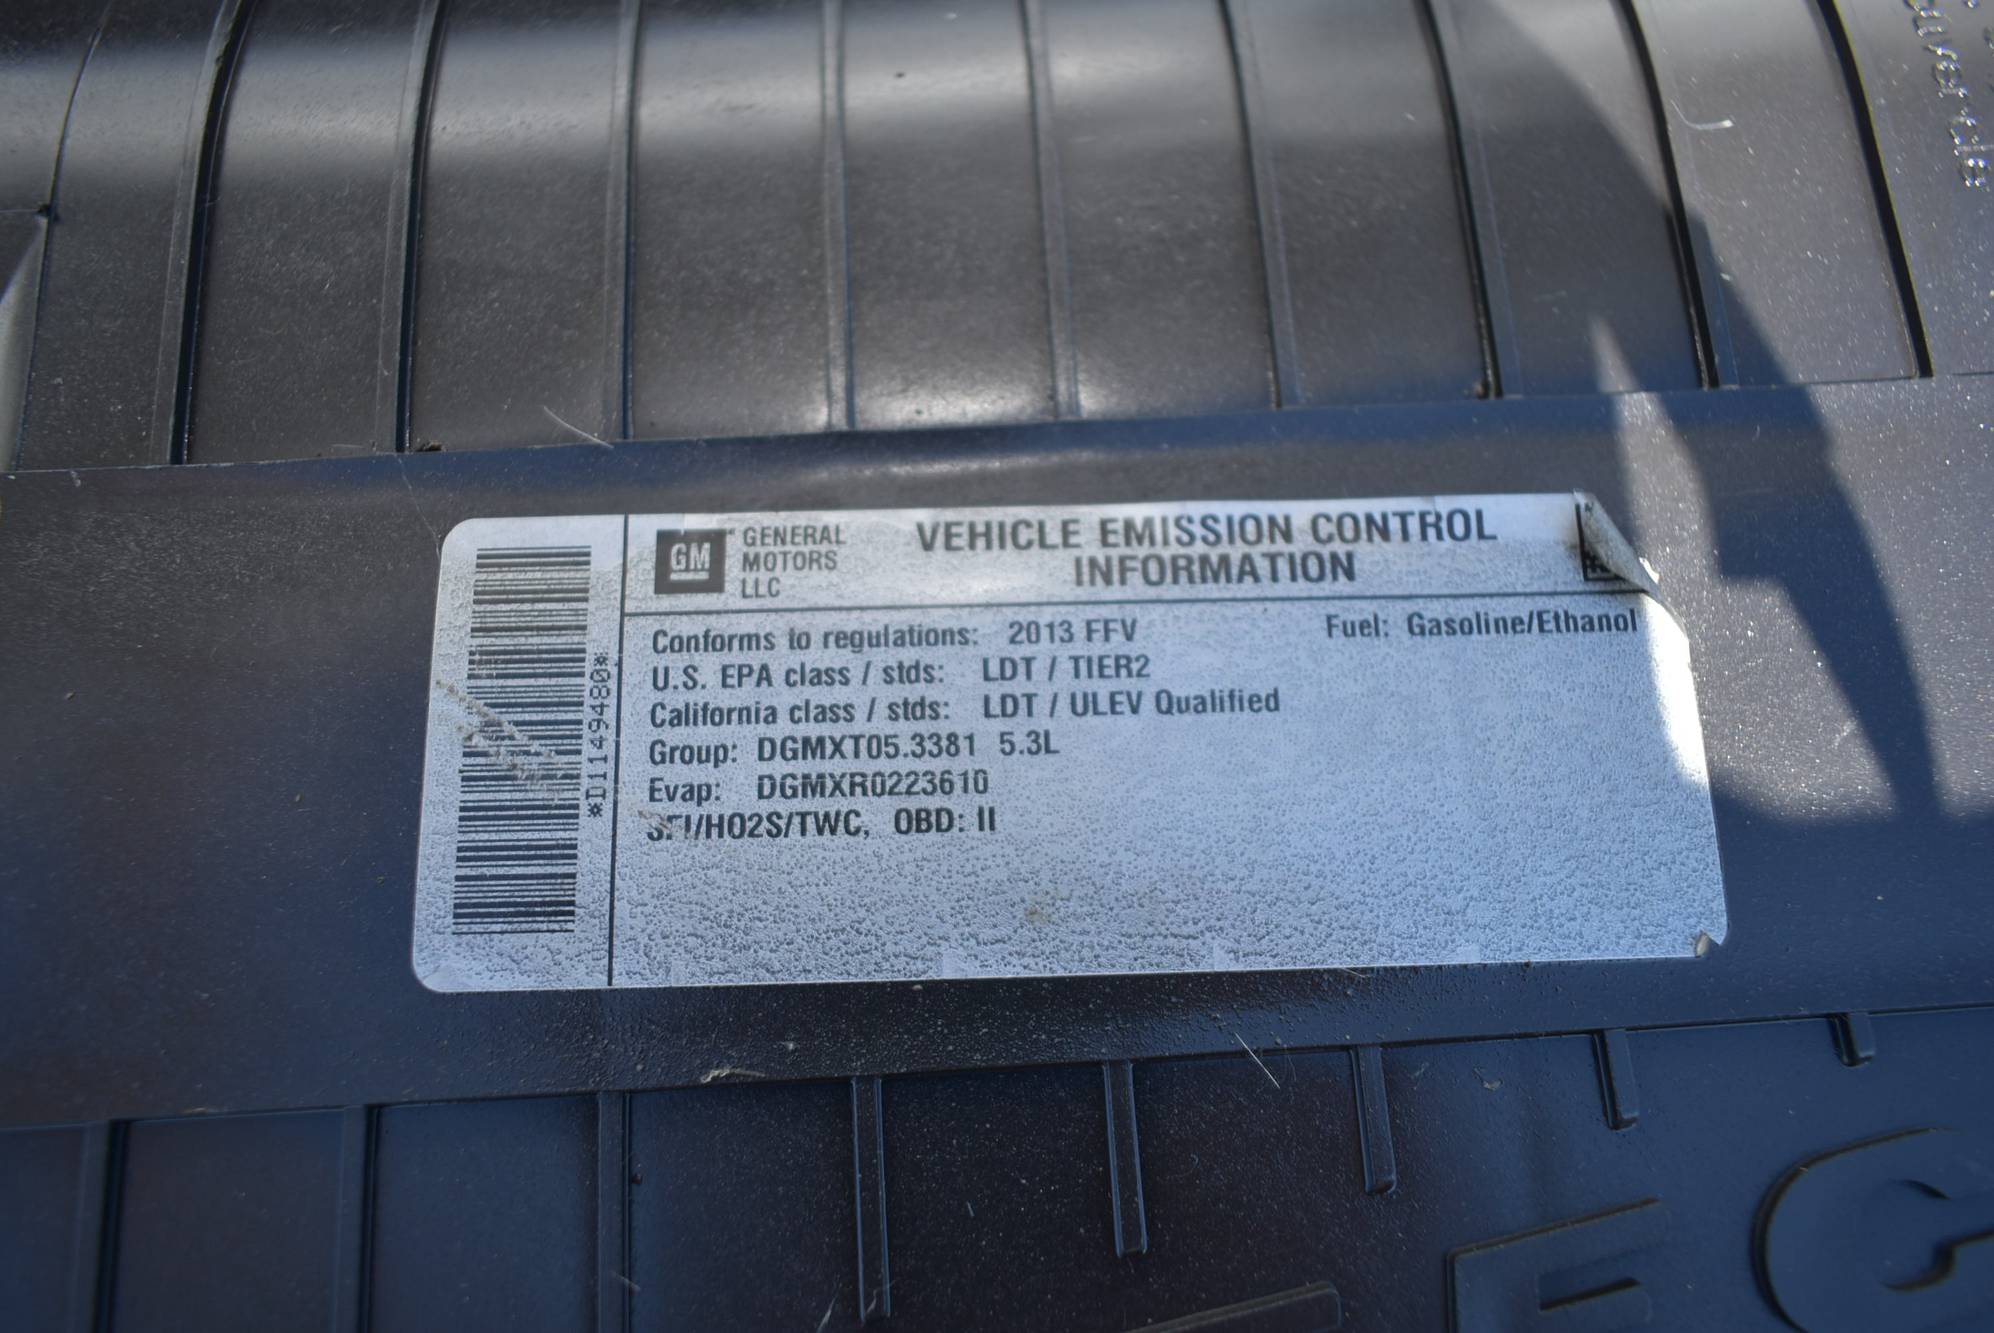 GM GENERAL MOTORS LLC
VEHICLE EMISSION CONTROL
INFORMATION
Conforms to regulations: 2013 FFV Fuel: Gasoline/Ethanol
U.S. EPA class / stds: LDT / TIER2
California class / stds: LDT / ULEV Qualified
Group: DGMXT05.3381 5.3L
Evap: DGMXR0223610
SFI/HO2S/TWC, OBD: II
*D1149480*